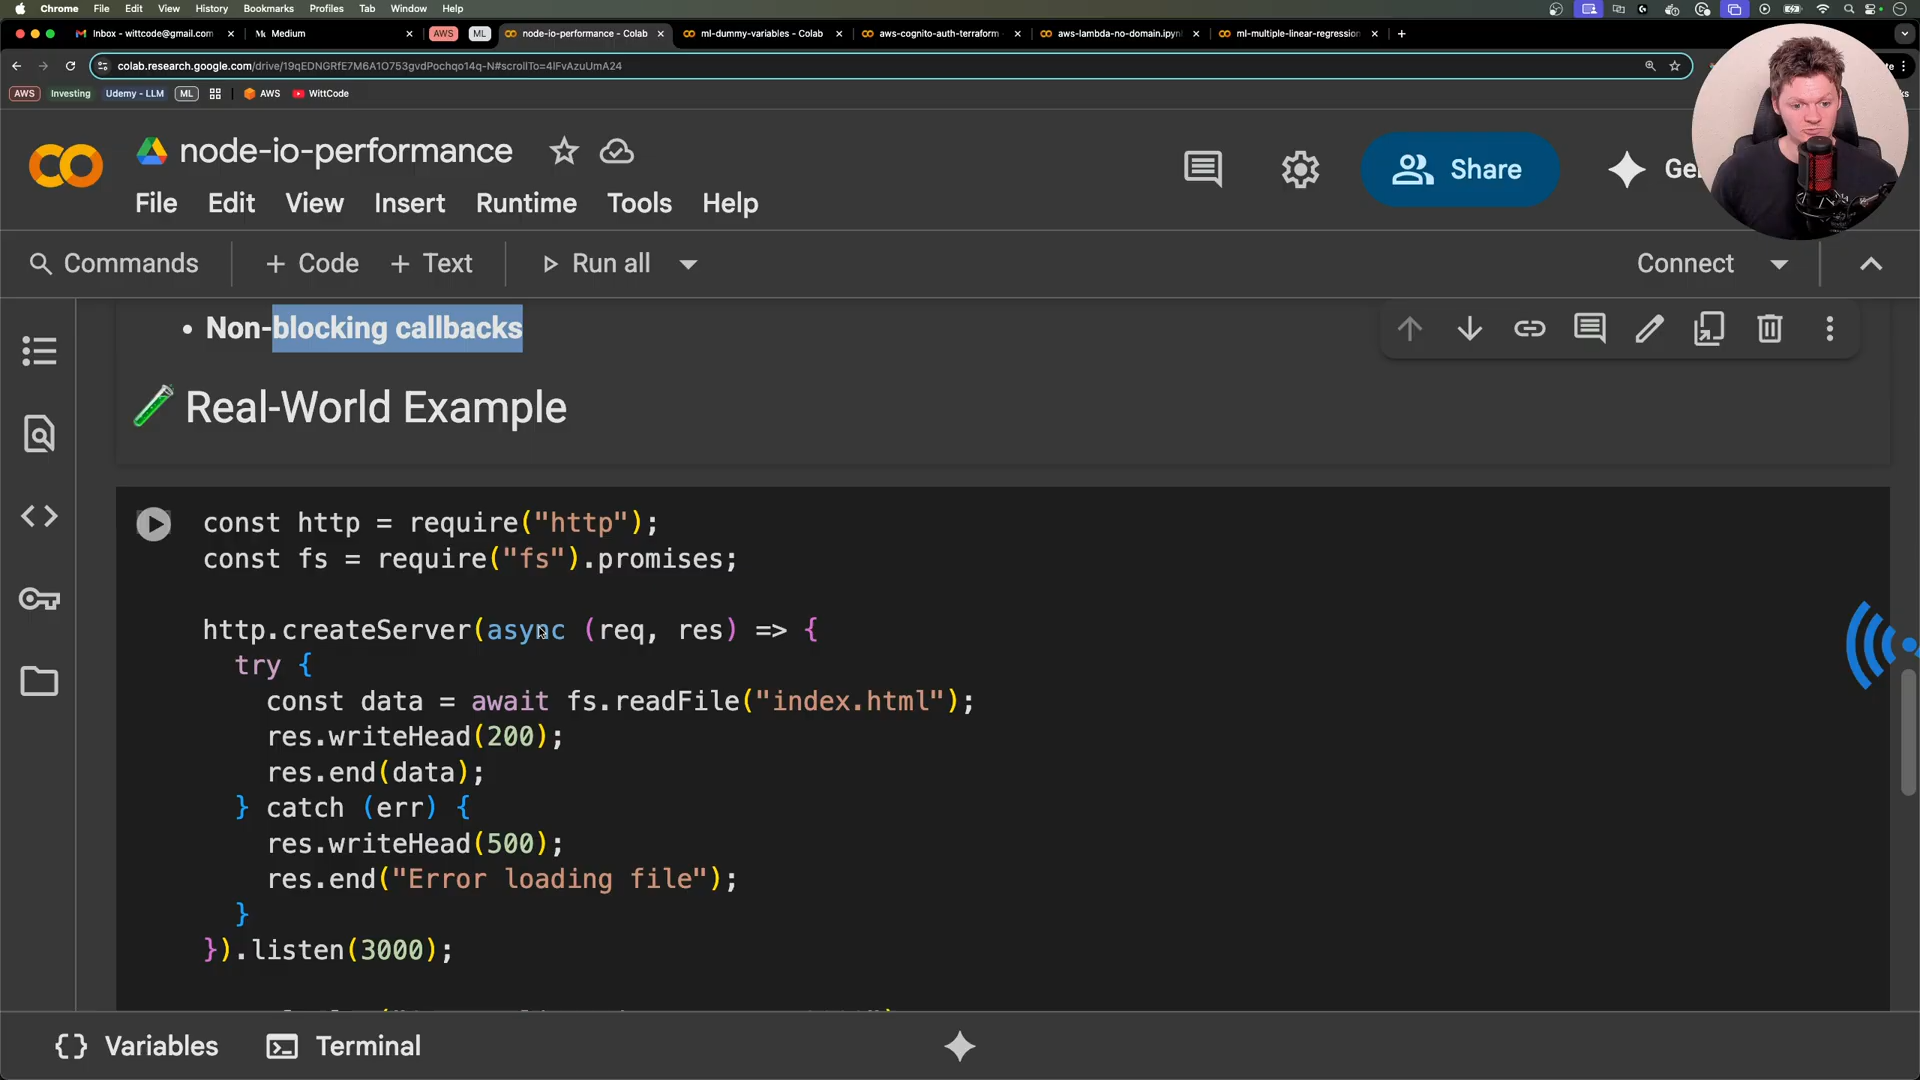 Chrome File Edit View History Bookmarks Profiles Tab Window Help
Inbox - wittcode@gmail.com
Medium
AWS
ML
node-io-performance - Colab
ml-dummy-variables - Colab
aws-cognito-auth-terraform
aws-lambda-no-domain.ipynb
ml-multiple-linear-regression
colab.research.google.com/drive/19qEDNGRfE7M6A1O753gvdPochqo14q-N#scrollTo=4lFvAzuUmA24
AWS Investing Udemy - LLM ML AWS WittCode
node-io-performance
Share
File Edit View Insert Runtime Tools Help
Commands + Code + Text Run all
Connect
• Non-blocking callbacks
Real-World Example
const http = require("http");
const fs = require("fs").promises;
http.createServer(async (req, res) => {
try {
const data = await fs.readFile("index.html");
res.writeHead(200);
res.end(data);
} catch (err) {
res.writeHead(500);
res.end("Error loading file");
}
}).listen(3000);
{} Variables
Terminal